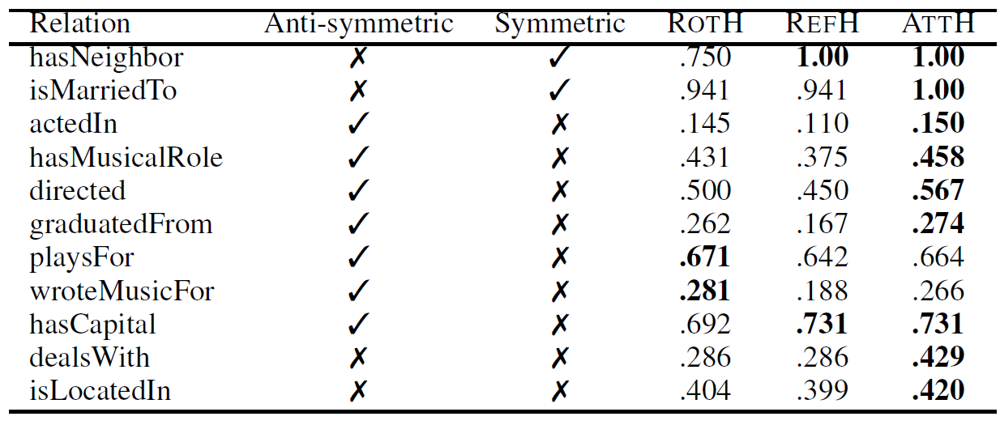 Relation Anti-symmetric Symmetric ROTH REFH ATTH
hasNeighbor ✗ ✓ .750 1.00 1.00
isMarriedTo ✗ ✓ .941 .941 1.00
actedIn ✓ ✗ .145 .110 .150
hasMusicalRole ✓ ✗ .431 .375 .458
directed ✓ ✗ .500 .450 .567
graduatedFrom ✓ ✗ .262 .167 .274
playsFor ✓ ✗ .671 .642 .664
wroteMusicFor ✓ ✗ .281 .188 .266
hasCapital ✓ ✗ .692 .731 .731
dealsWith ✗ ✗ .286 .286 .429
isLocatedIn ✗ ✗ .404 .399 .420